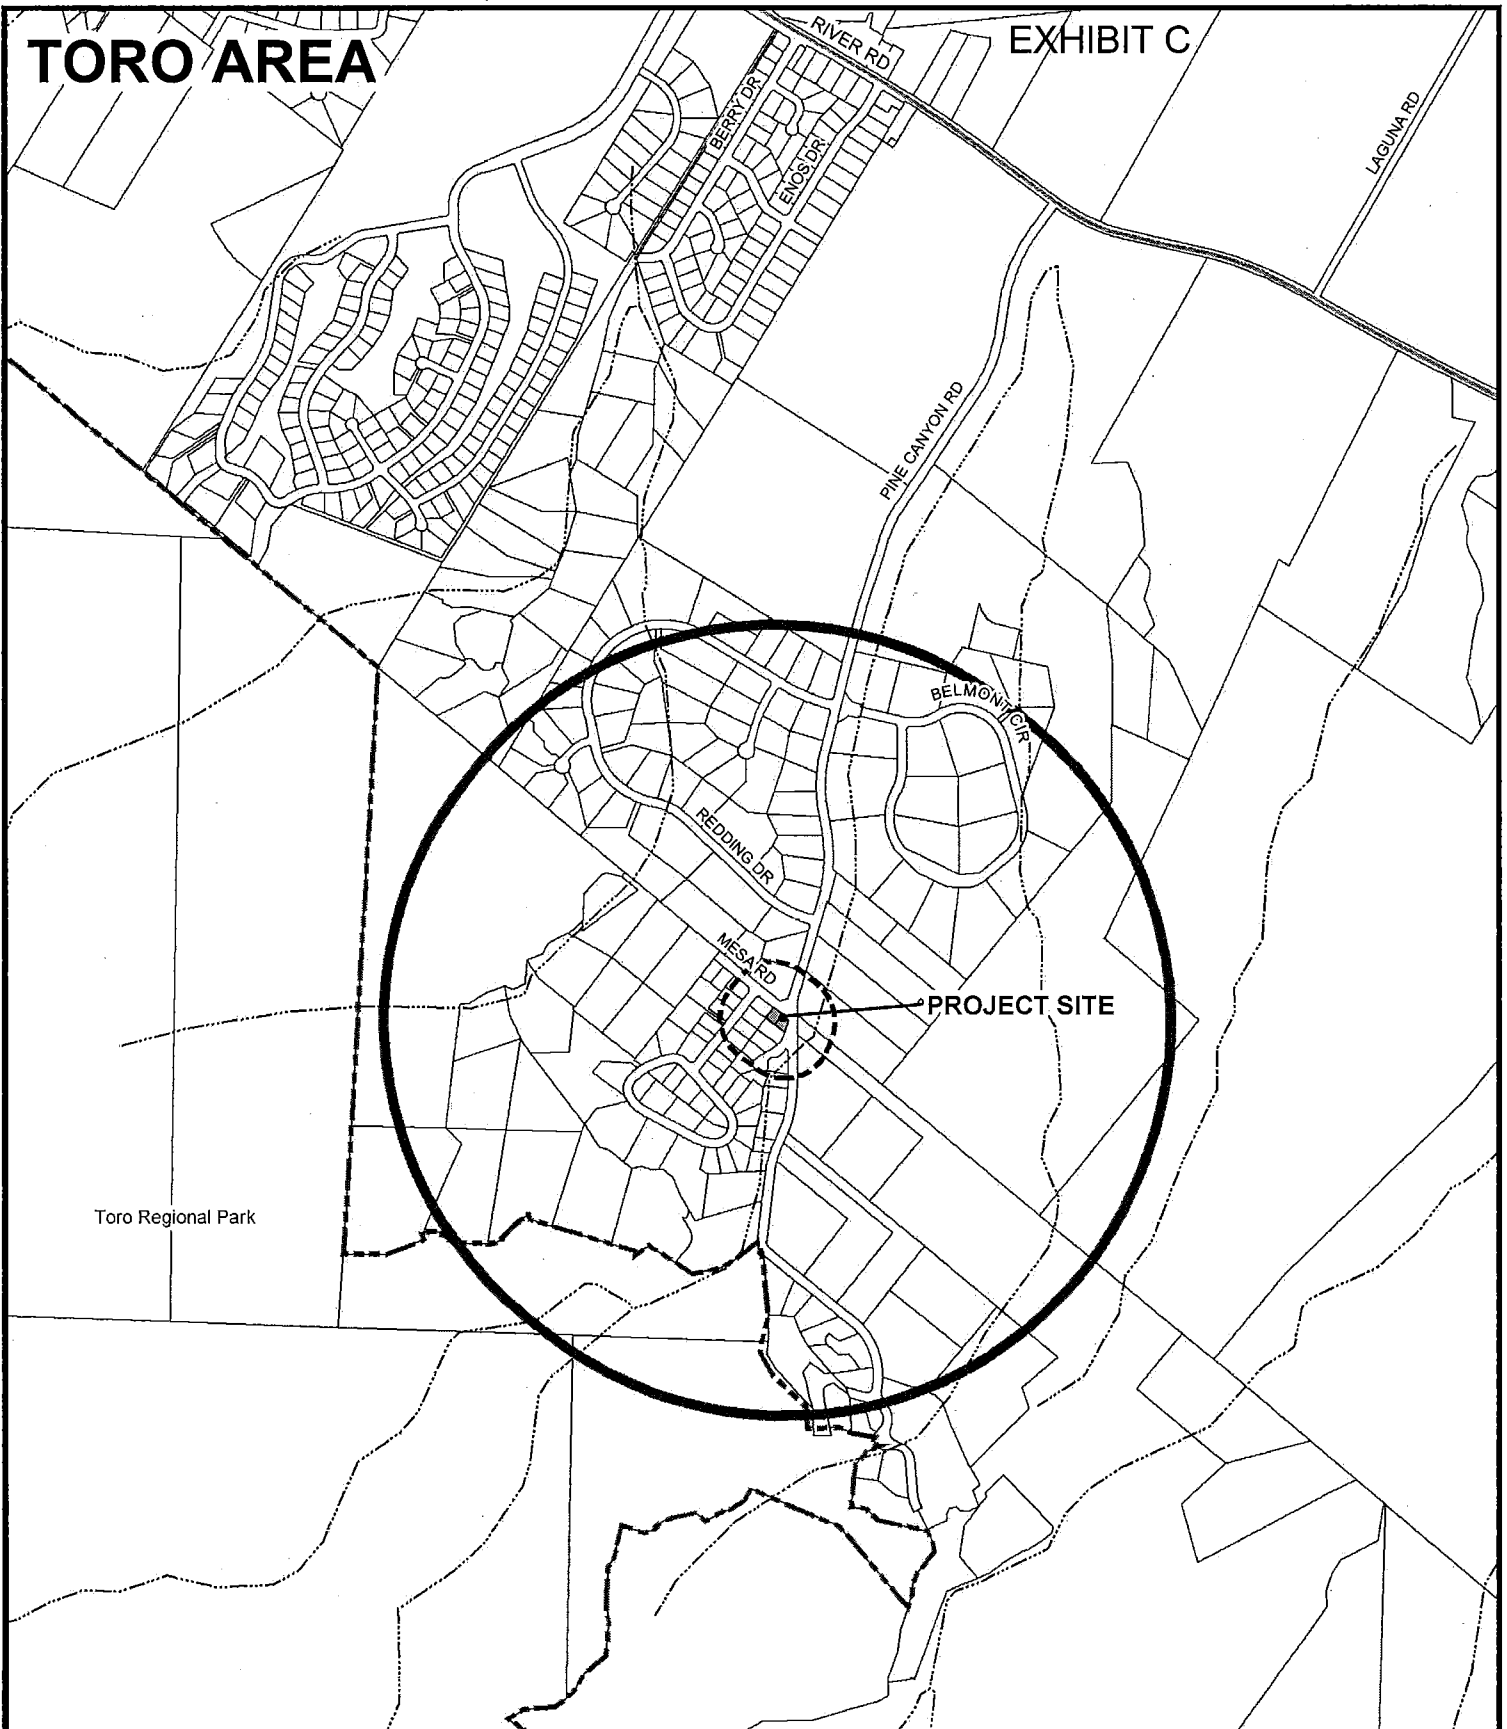 TORO AREA
EXHIBIT C
RIVER RD
BERRY DR
ENOS DR
LAGUNA RD
PINE CANYON RD
BELMONT CIR
REDDING DR
MESA RD
PROJECT SITE
Toro Regional Park